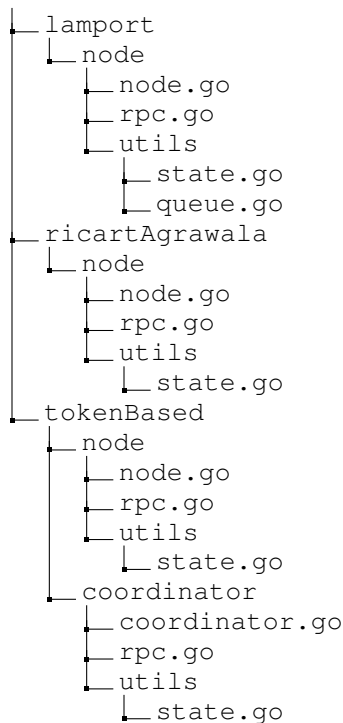 lamport
node
node.go
rpc.go
utils
state.go
queue.go
ricartAgrawala
node
node.go
rpc.go
utils
state.go
tokenBased
node
node.go
rpc.go
utils
state.go
coordinator
coordinator.go
rpc.go
utils
state.go